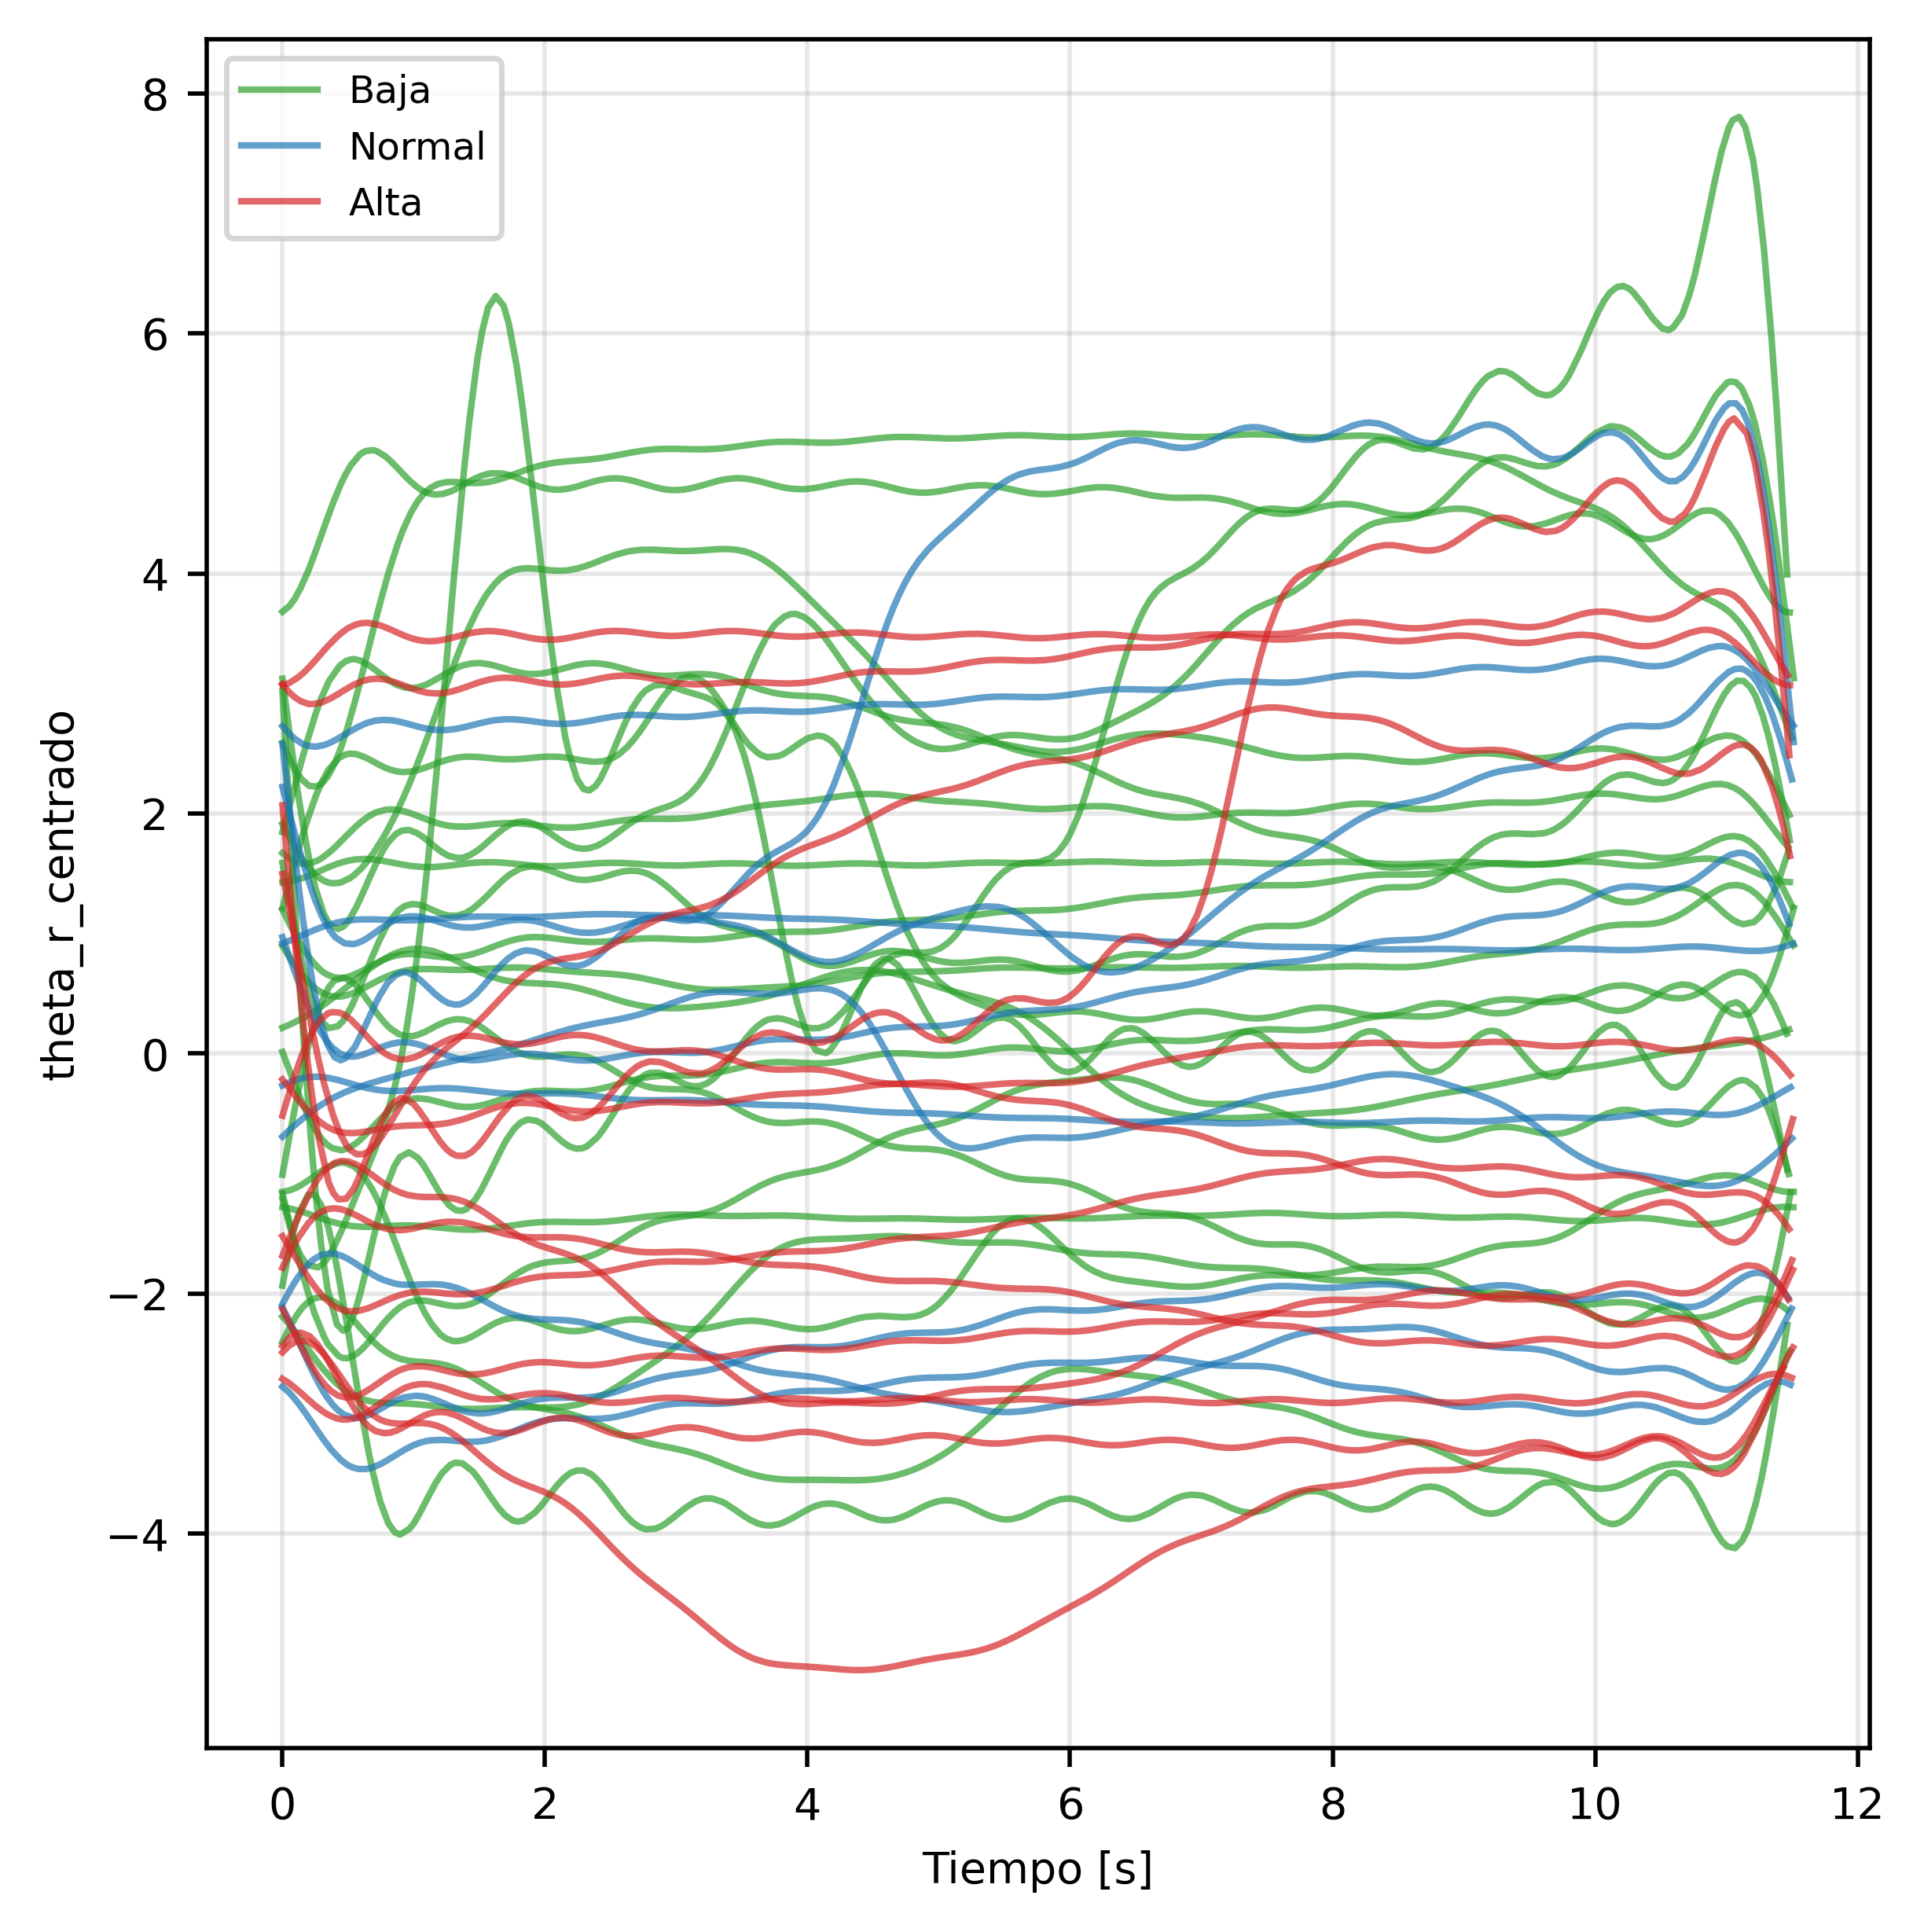 Baja
Normal
Alta
8
6
4
2
0
−2
−4
theta_r_centrado
0 2 4 6 8 10 12
Tiempo [s]